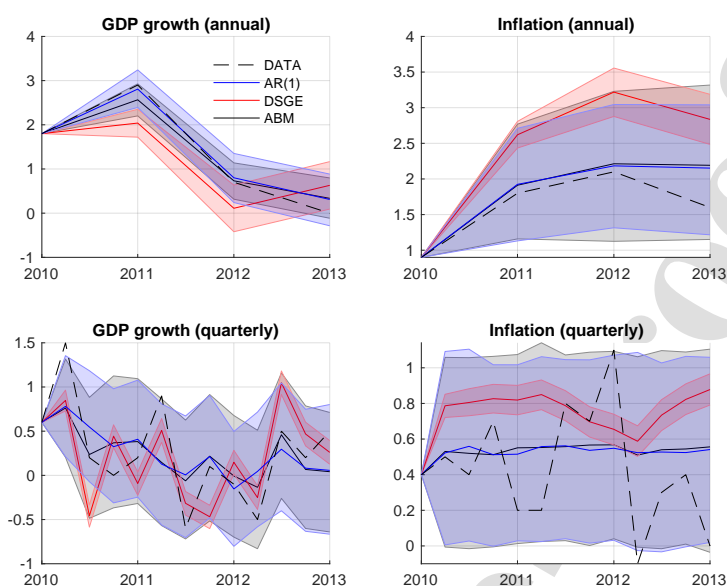 GDP growth (annual)
4
3
2
1
0
-1
2010 2011 2012 2013
DATA
AR(1)
DSGE
ABM
Inflation (annual)
4
3.5
3
2.5
2
1.5
1
2010 2011 2012 2013
GDP growth (quarterly)
1.5
1
0.5
0
-0.5
-1
2010 2011 2012 2013
Inflation (quarterly)
1
0.8
0.6
0.4
0.2
0
2010 2011 2012 2013